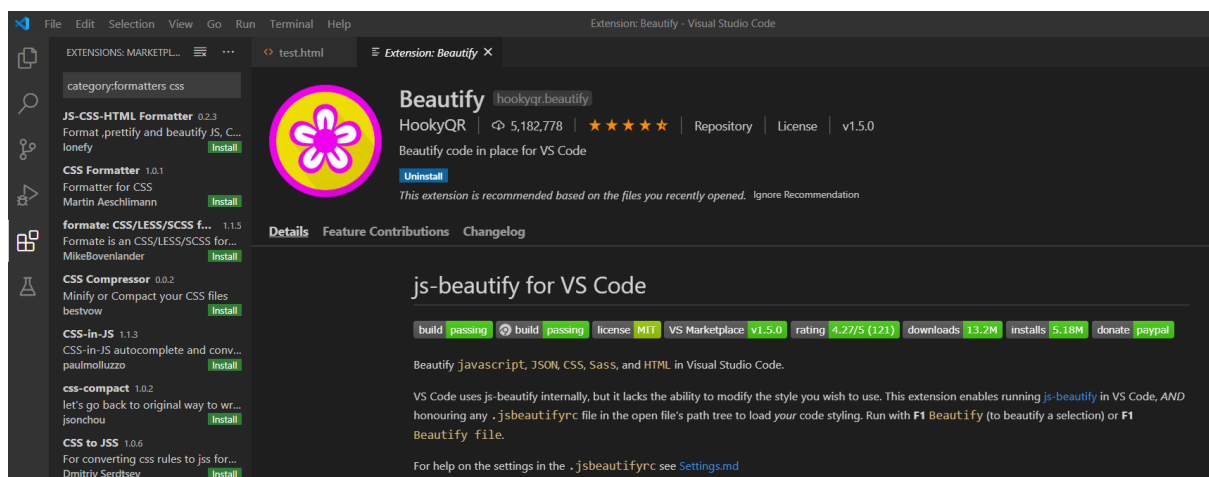 File Edit Selection View Go Run Terminal Help
Extension: Beautify - Visual Studio Code
EXTENSIONS: MARKETPL...
test.html
Extension: Beautify
category:formatters css
JS-CSS-HTML Formatter 0.2.3
Format ,prettify and beautify JS, C...
lonefy Install
CSS Formatter 1.0.1
Formatter for CSS
Martin Aeschlimann Install
formate: CSS/LESS/SCSS f... 1.1.5
Formate is an CSS/LESS/SCSS for...
MikeBovenlander Install
CSS Compressor 0.0.2
Minify or Compact your CSS files
bestvow Install
CSS-in-JS 1.1.3
CSS-in-JS autocomplete and conv...
paulmolluzzo Install
css-compact 1.0.2
let's go back to original way to wr...
jsonchou Install
CSS to JSS 1.0.6
For converting css rules to jss for...
Dmitriy Serdtsev Install
Beautify hookyqr.beautify
HookyQR 5,182,778 Repository License v1.5.0
Beautify code in place for VS Code
Uninstall
This extension is recommended based on the files you recently opened. Ignore Recommendation
Details Feature Contributions Changelog
js-beautify for VS Code
build passing build passing license MIT VS Marketplace v1.5.0 rating 4.27/5 (121) downloads 13.2M installs 5.18M donate paypal
Beautify javascript, JSON, CSS, Sass, and HTML in Visual Studio Code.
VS Code uses js-beautify internally, but it lacks the ability to modify the style you wish to use. This extension enables running js-beautify in VS Code, AND
honouring any .jsbeautifyrc file in the open file's path tree to load your code styling. Run with F1 Beautify (to beautify a selection) or F1
Beautify file.
For help on the settings in the .jsbeautifyrc see Settings.md